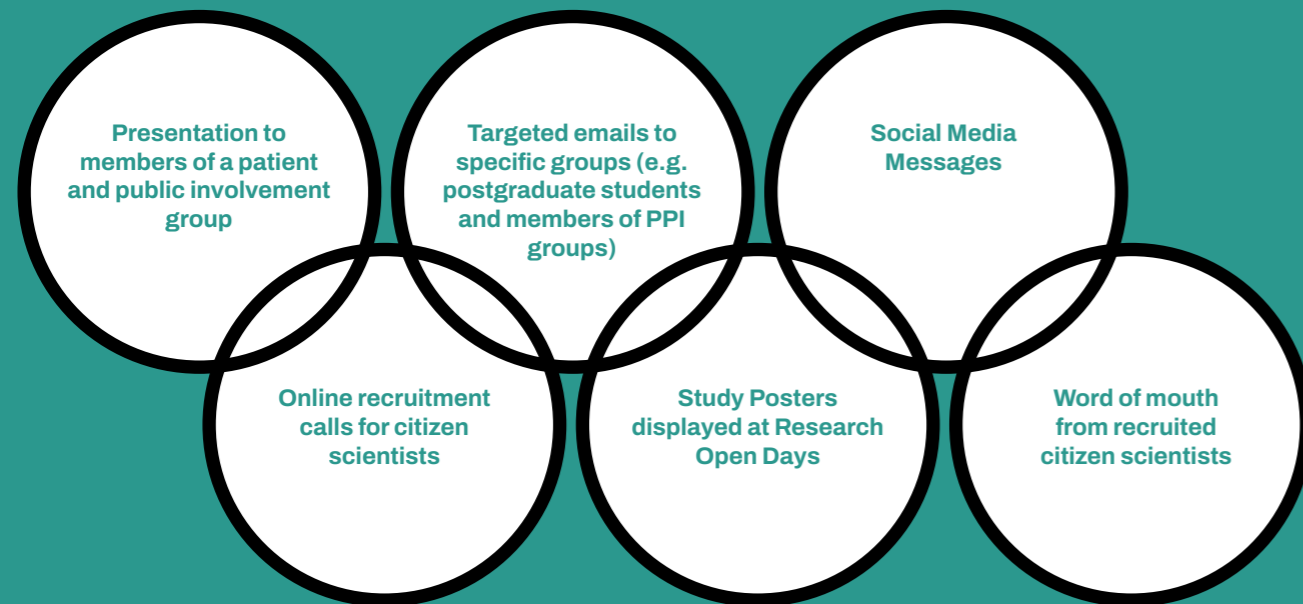 Presentation to
members of a patient
and public involvement
group
Targeted emails to
specific groups (e.g.
postgraduate students
and members of PPI
groups)
Social Media
Messages
Online recruitment
calls for citizen
scientists
Study Posters
displayed at Research
Open Days
Word of mouth
from recruited
citizen scientists